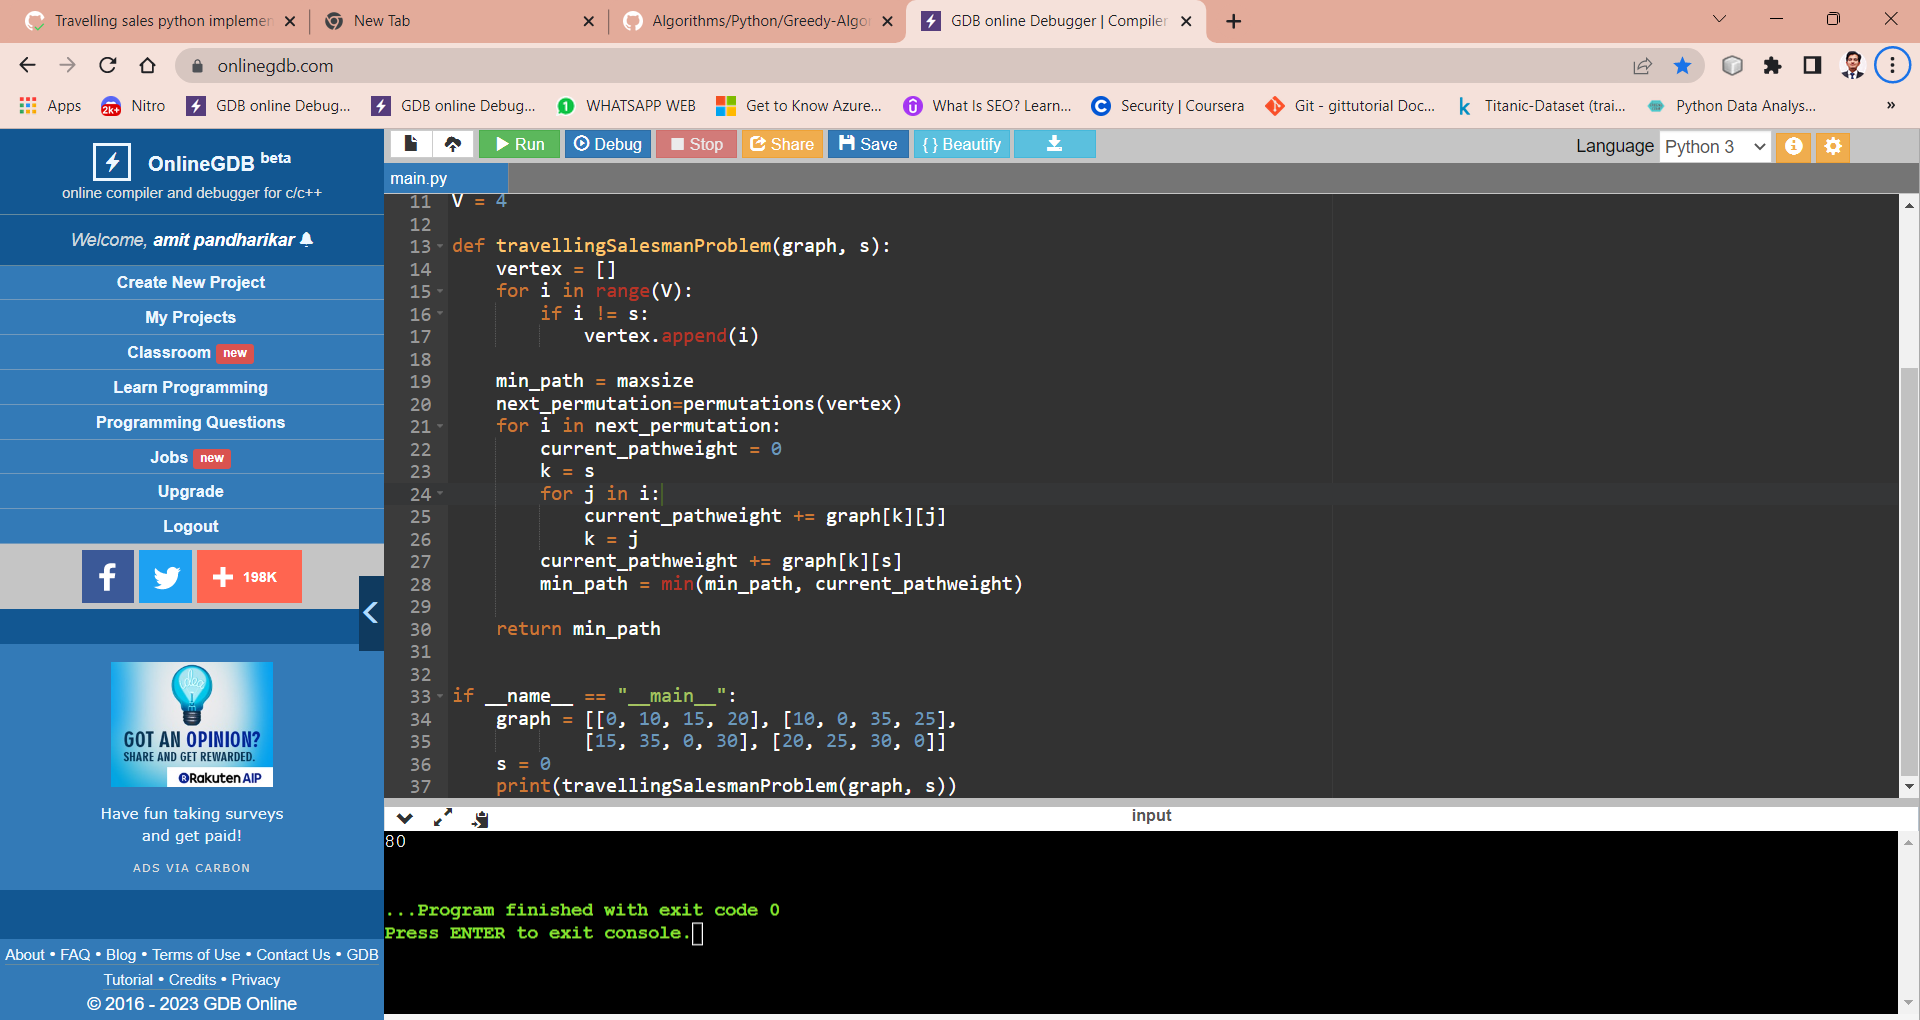 Travelling sales python implemen
New Tab
Algorithms/Python/Greedy-Algo
GDB online Debugger | Compiler
onlinegdb.com
Apps
2k+
Nitro
GDB online Debug...
GDB online Debug...
1
WHATSAPP WEB
Get to Know Azure...
What Is SEO? Learn...
Security | Coursera
Git - gittutorial Doc...
Titanic-Dataset (trai...
Python Data Analys...
»
OnlineGDB beta
online compiler and debugger for c/c++
Welcome, amit pandharikar
Create New Project
My Projects
Classroom new
Learn Programming
Programming Questions
Jobs new
Upgrade
Logout
198K
idea
GOT AN OPINION?
SHARE AND GET REWARDED.
Rakuten AIP
Have fun taking surveys
and get paid!
ADS VIA CARBON
About • FAQ • Blog • Terms of Use • Contact Us • GDB
Tutorial • Credits • Privacy
© 2016 - 2023 GDB Online
Run
Debug
Stop
Share
Save
{ } Beautify
Language Python 3
main.py
11 V = 4
12
13 def travellingSalesmanProblem(graph, s):
14     vertex = []
15     for i in range(V):
16         if i != s:
17             vertex.append(i)
18
19     min_path = maxsize
20     next_permutation=permutations(vertex)
21     for i in next_permutation:
22         current_pathweight = 0
23         k = s
24         for j in i:
25             current_pathweight += graph[k][j]
26             k = j
27         current_pathweight += graph[k][s]
28         min_path = min(min_path, current_pathweight)
29
30     return min_path
31
32
33 if __name__ == "__main__":
34     graph = [[0, 10, 15, 20], [10, 0, 35, 25],
35             [15, 35, 0, 30], [20, 25, 30, 0]]
36     s = 0
37     print(travellingSalesmanProblem(graph, s))
input
80
...Program finished with exit code 0
Press ENTER to exit console.